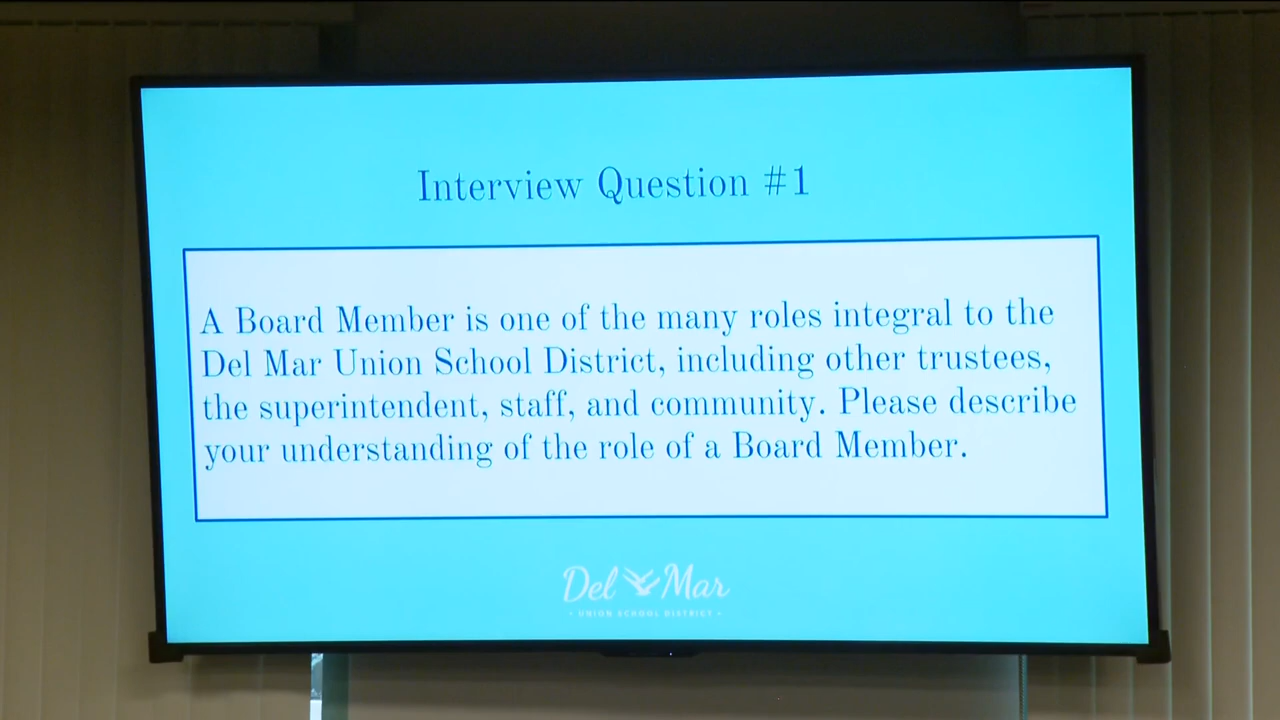 Interview Question #1
A Board Member is one of the many roles integral to the
Del Mar Union School District, including other trustees,
the superintendent, staff, and community. Please describe
your understanding of the role of a Board Member.
Del Mar
· UNION SCHOOL DISTRICT ·